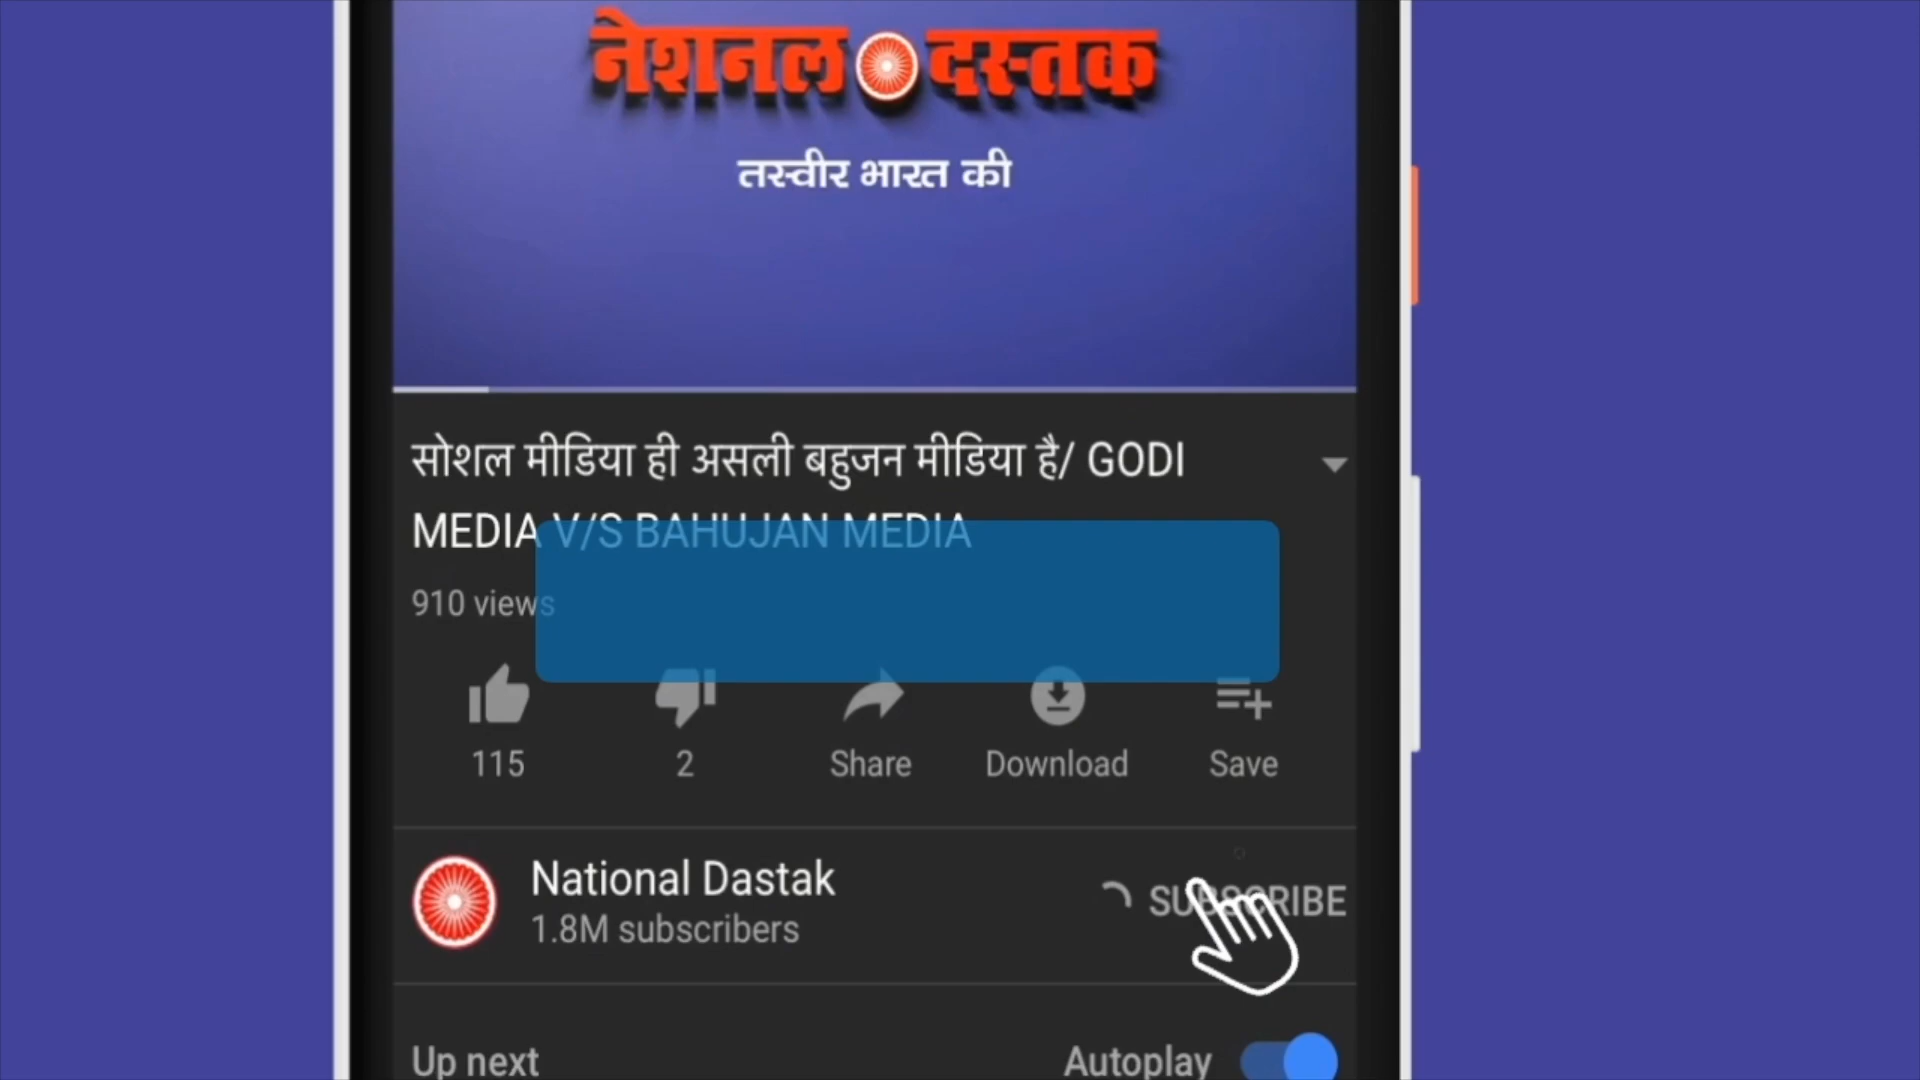 नेशनल दस्तक
तस्वीर भारत की
सोशल मीडिया ही असली बहुजन मीडिया है/ GODI
MEDIA V/S BAHUJAN MEDIA
910 views
115
2
Share
Download
Save
National Dastak
1.8M subscribers
SUBSCRIBE
Up next
Autoplay